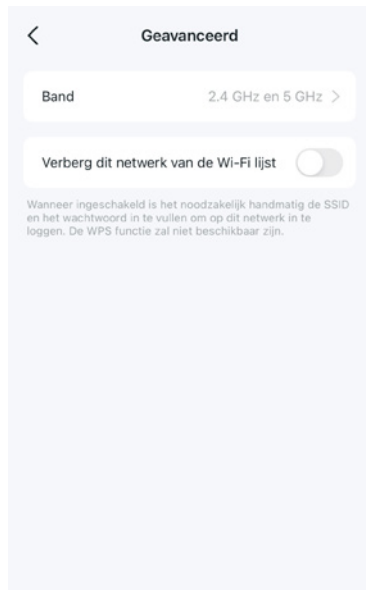 Geavanceerd
Band 2.4 GHz en 5 GHz
Verberg dit netwerk van de Wi-Fi lijst
Wanneer ingeschakeld is het noodzakelijk handmatig de SSID
en het wachtwoord in te vullen om op dit netwerk in te
loggen. De WPS functie zal niet beschikbaar zijn.